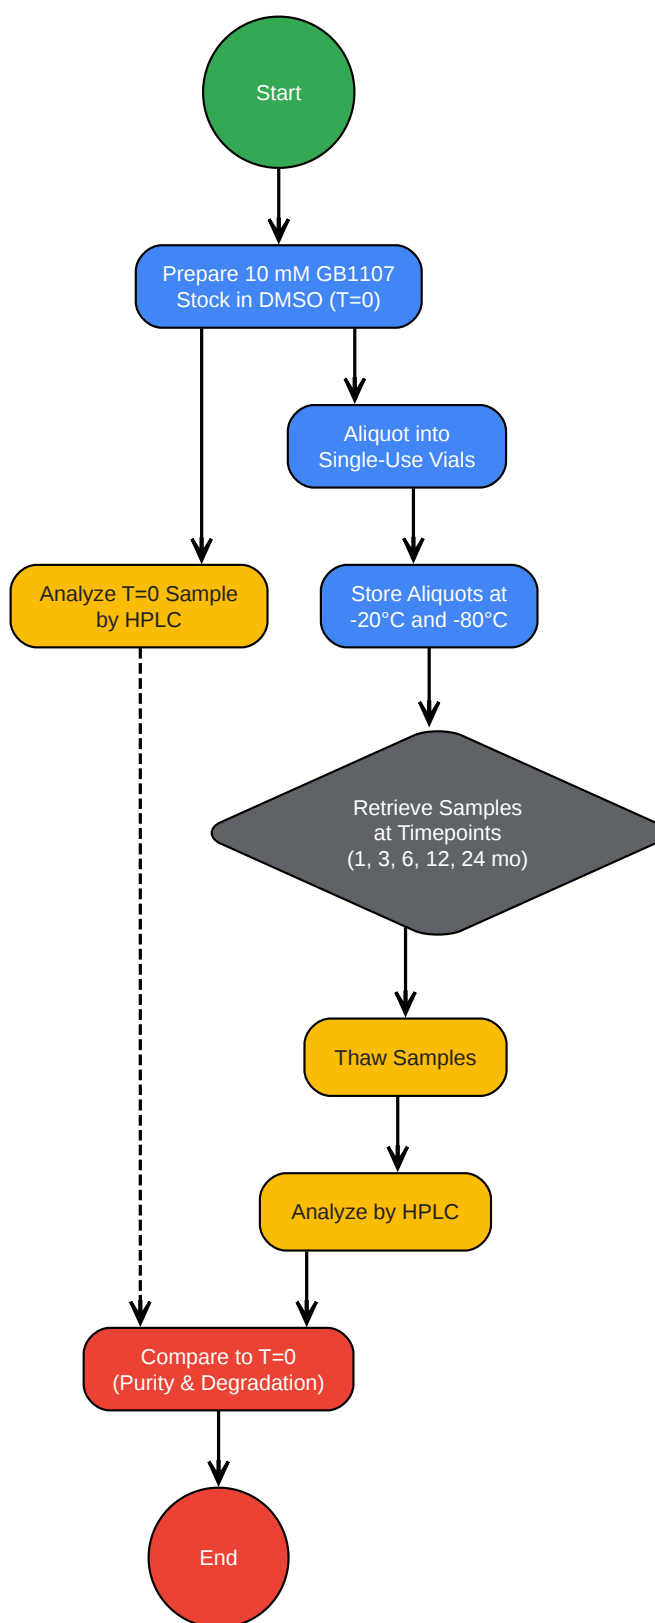 Start
Prepare 10 mM GB1107
Stock in DMSO (T=0)
Aliquot into
Single-Use Vials
Analyze T=0 Sample
by HPLC
Store Aliquots at
-20°C and -80°C
Retrieve Samples
at Timepoints
(1, 3, 6, 12, 24 mo)
Thaw Samples
Analyze by HPLC
Compare to T=0
(Purity & Degradation)
End